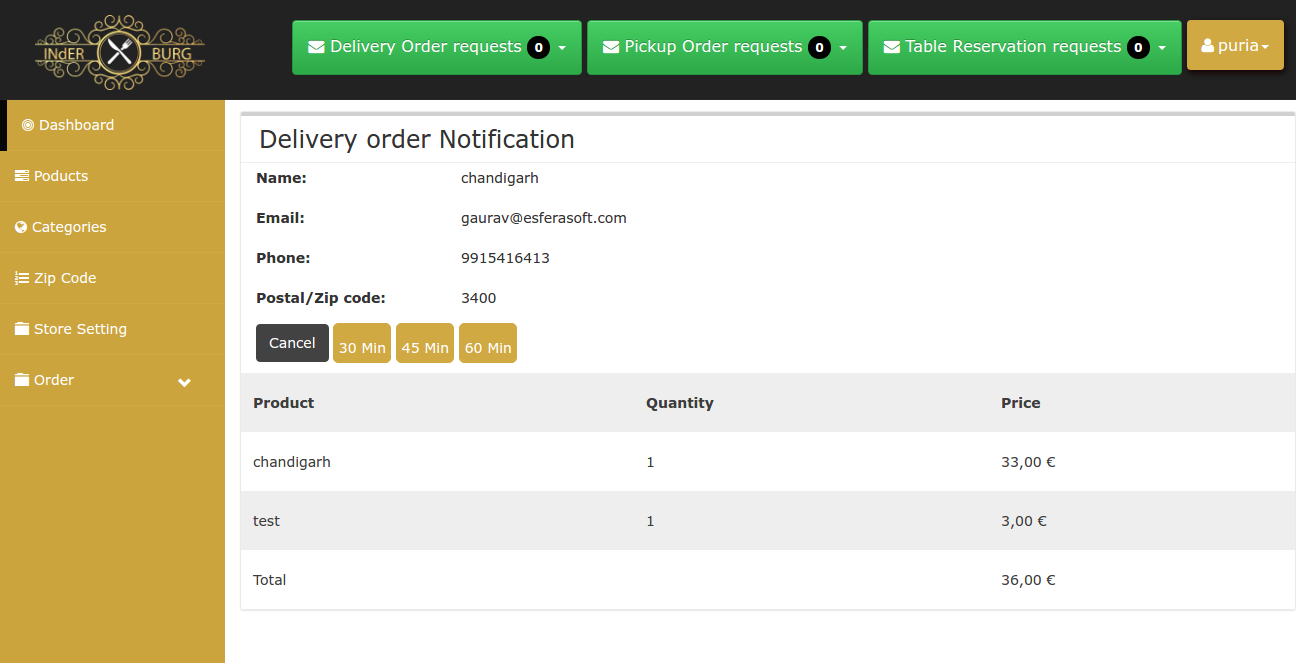 INdER BURG
Delivery Order requests 0
Pickup Order requests 0
Table Reservation requests 0
puria
Dashboard
Poducts
Categories
Zip Code
Store Setting
Order
Delivery order Notification
Name: chandigarh
Email: gaurav@esferasoft.com
Phone: 9915416413
Postal/Zip code: 3400
Cancel 30 Min 45 Min 60 Min
Product Quantity Price
chandigarh 1 33,00 €
test 1 3,00 €
Total 36,00 €